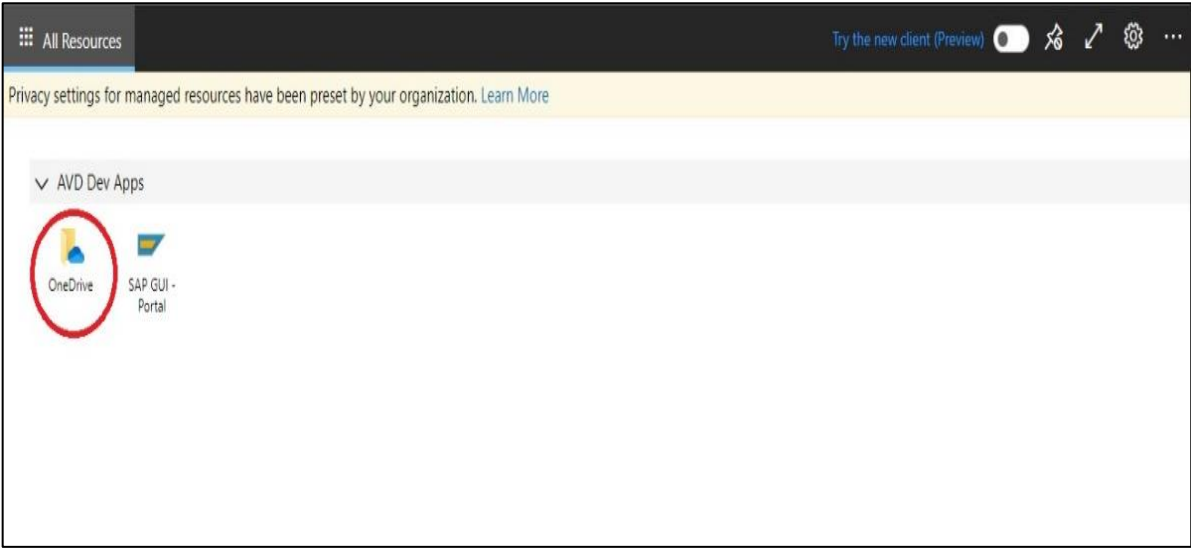 All Resources
Try the new client (Preview)
Privacy settings for managed resources have been preset by your organization. Learn More
AVD Dev Apps
OneDrive
SAP GUI -
Portal